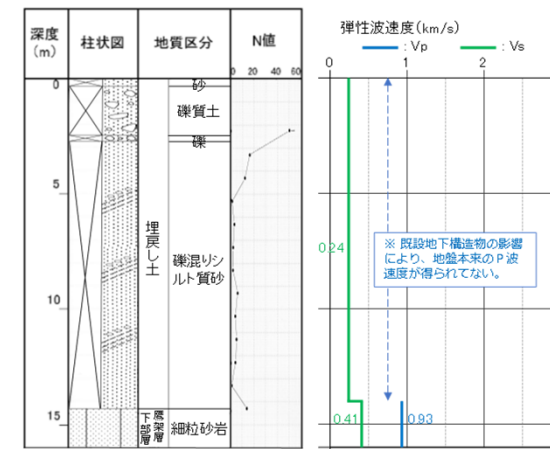 深度
(m)
柱状図
地質区分
N値
0 20 40 60
弾性波速度(km/s)
: Vp
: Vs
0
1
2
0
5
10
15
砂
礫質土
礫
埋戻し土
礫混りシ
ルト質砂
鷹架層
下部層
細粒砂岩
0.24
※ 既設地下構造物の影響
により、地盤本来のP波
速度が得られてない。
0.41
0.93